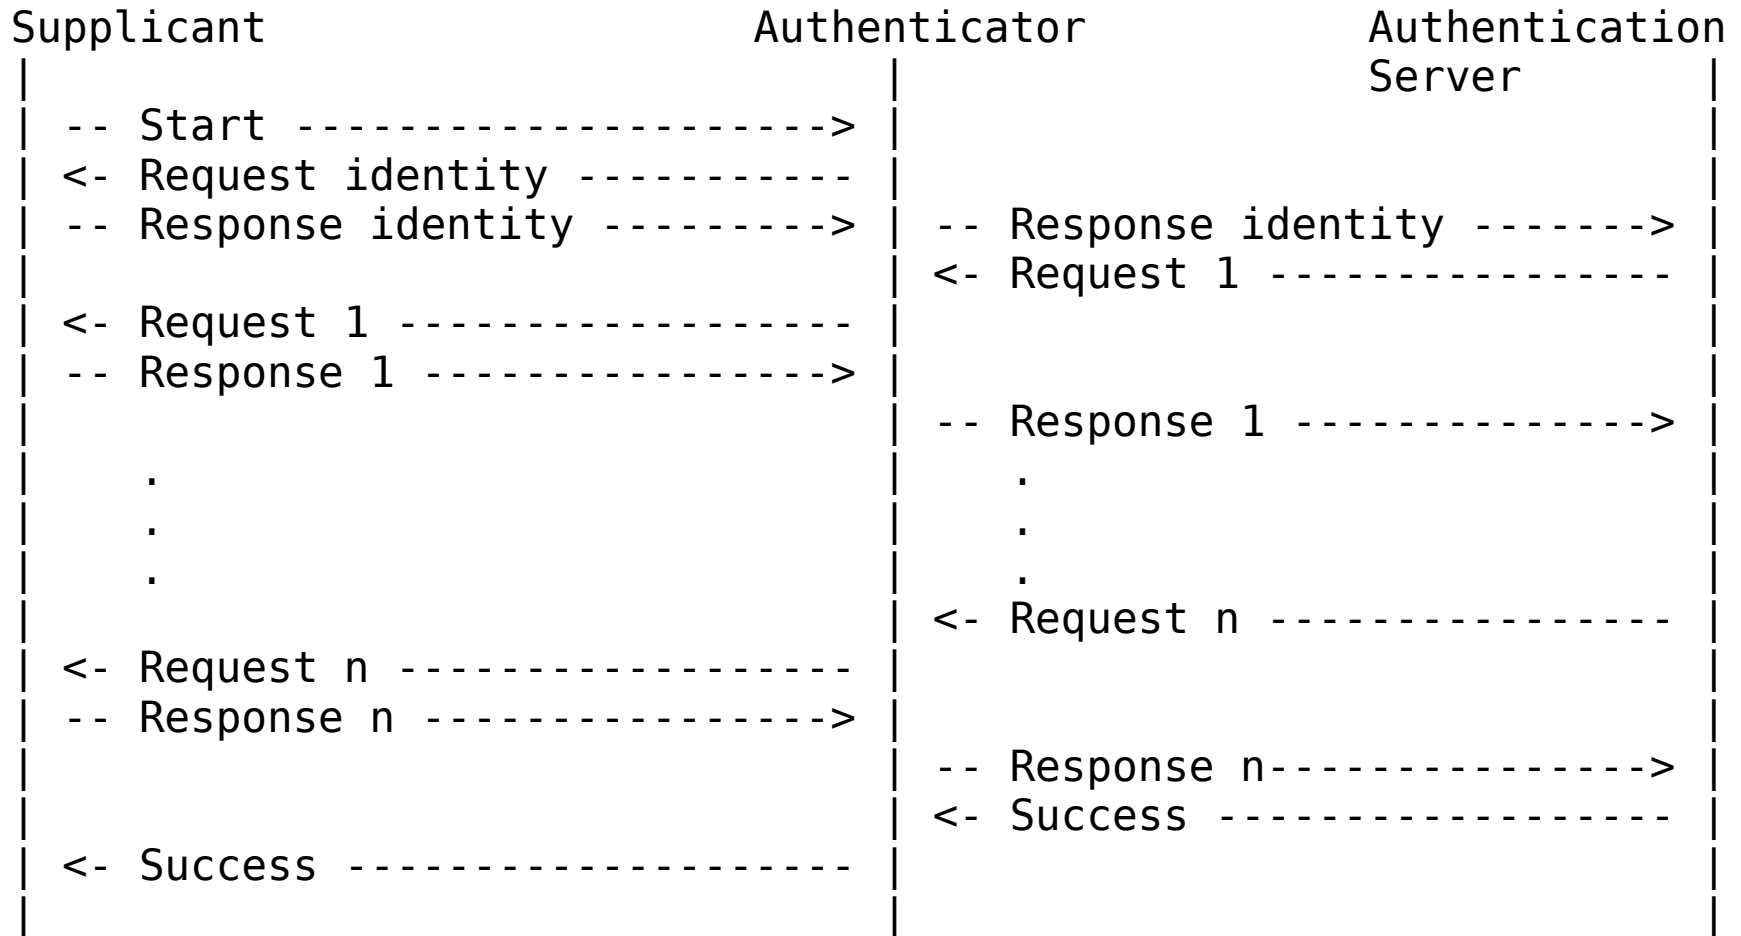 Supplicant                   Authenticator           Authentication
|                                  |                  Server       |
| -- Start ---------------------> |                               |
| <- Request identity ----------- |                               |
| -- Response identity ---------> | -- Response identity -------> |
|                                  | <- Request 1 ---------------- |
| <- Request 1 ------------------ |                               |
| -- Response 1 ----------------> |                               |
|                                  | -- Response 1 --------------> |
|    .                             |    .                          |
|    .                             |    .                          |
|    .                             |    .                          |
|                                  | <- Request n ---------------- |
| <- Request n ------------------ |                               |
| -- Response n ----------------> |                               |
|                                  | -- Response n---------------> |
|                                  | <- Success ------------------ |
| <- Success -------------------- |                               |
|                                  |                               |